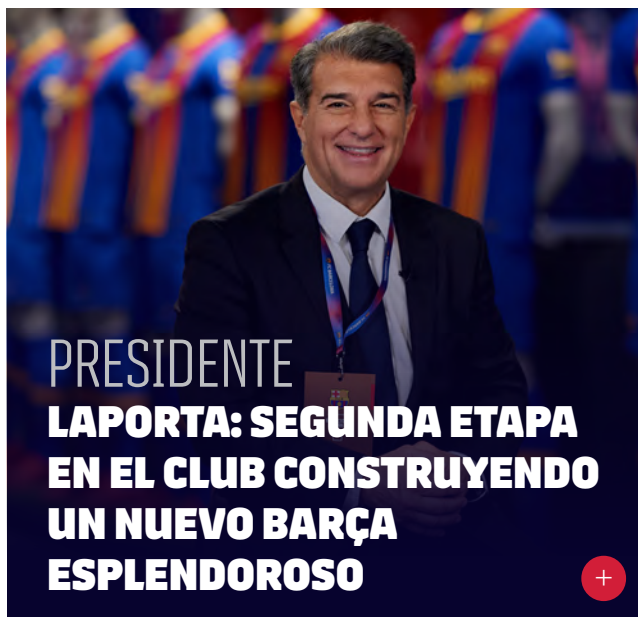 PRESIDENTE
LAPORTA: SEGUNDA ETAPA
EN EL CLUB CONSTRUYENDO
UN NUEVO BARÇA
ESPLENDOROSO
+